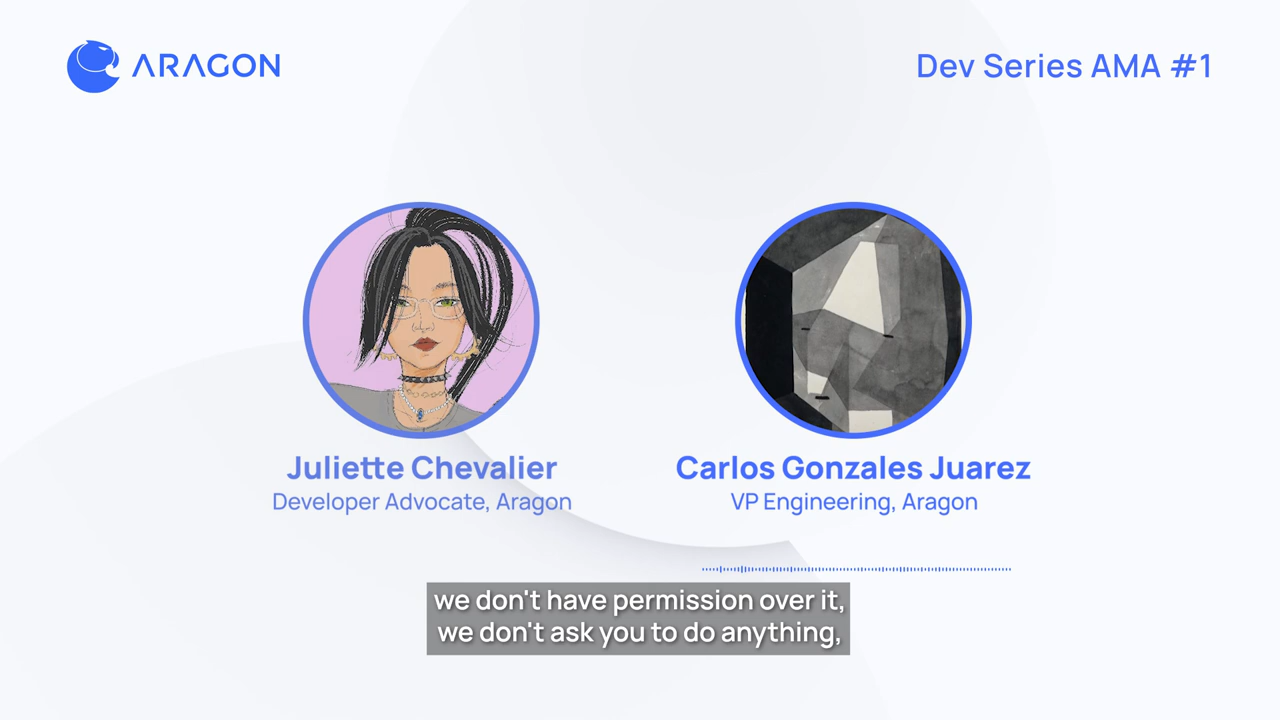 ARAGON
Dev Series AMA #1
Juliette Chevalier
Developer Advocate, Aragon
Carlos Gonzales Juarez
VP Engineering, Aragon
we don't have permission over it,
we don't ask you to do anything,